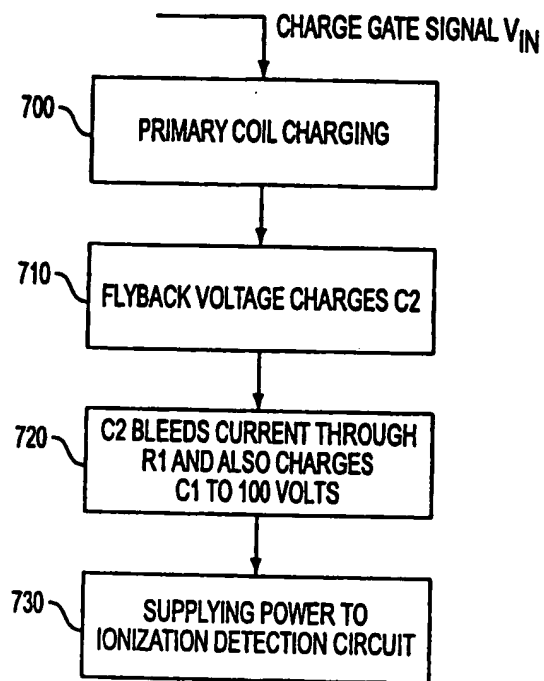 CHARGE GATE SIGNAL VIN
700
PRIMARY COIL CHARGING
710
FLYBACK VOLTAGE CHARGES C2
720
C2 BLEEDS CURRENT THROUGH
R1 AND ALSO CHARGES
C1 TO 100 VOLTS
730
SUPPLYING POWER TO
IONIZATION DETECTION CIRCUIT